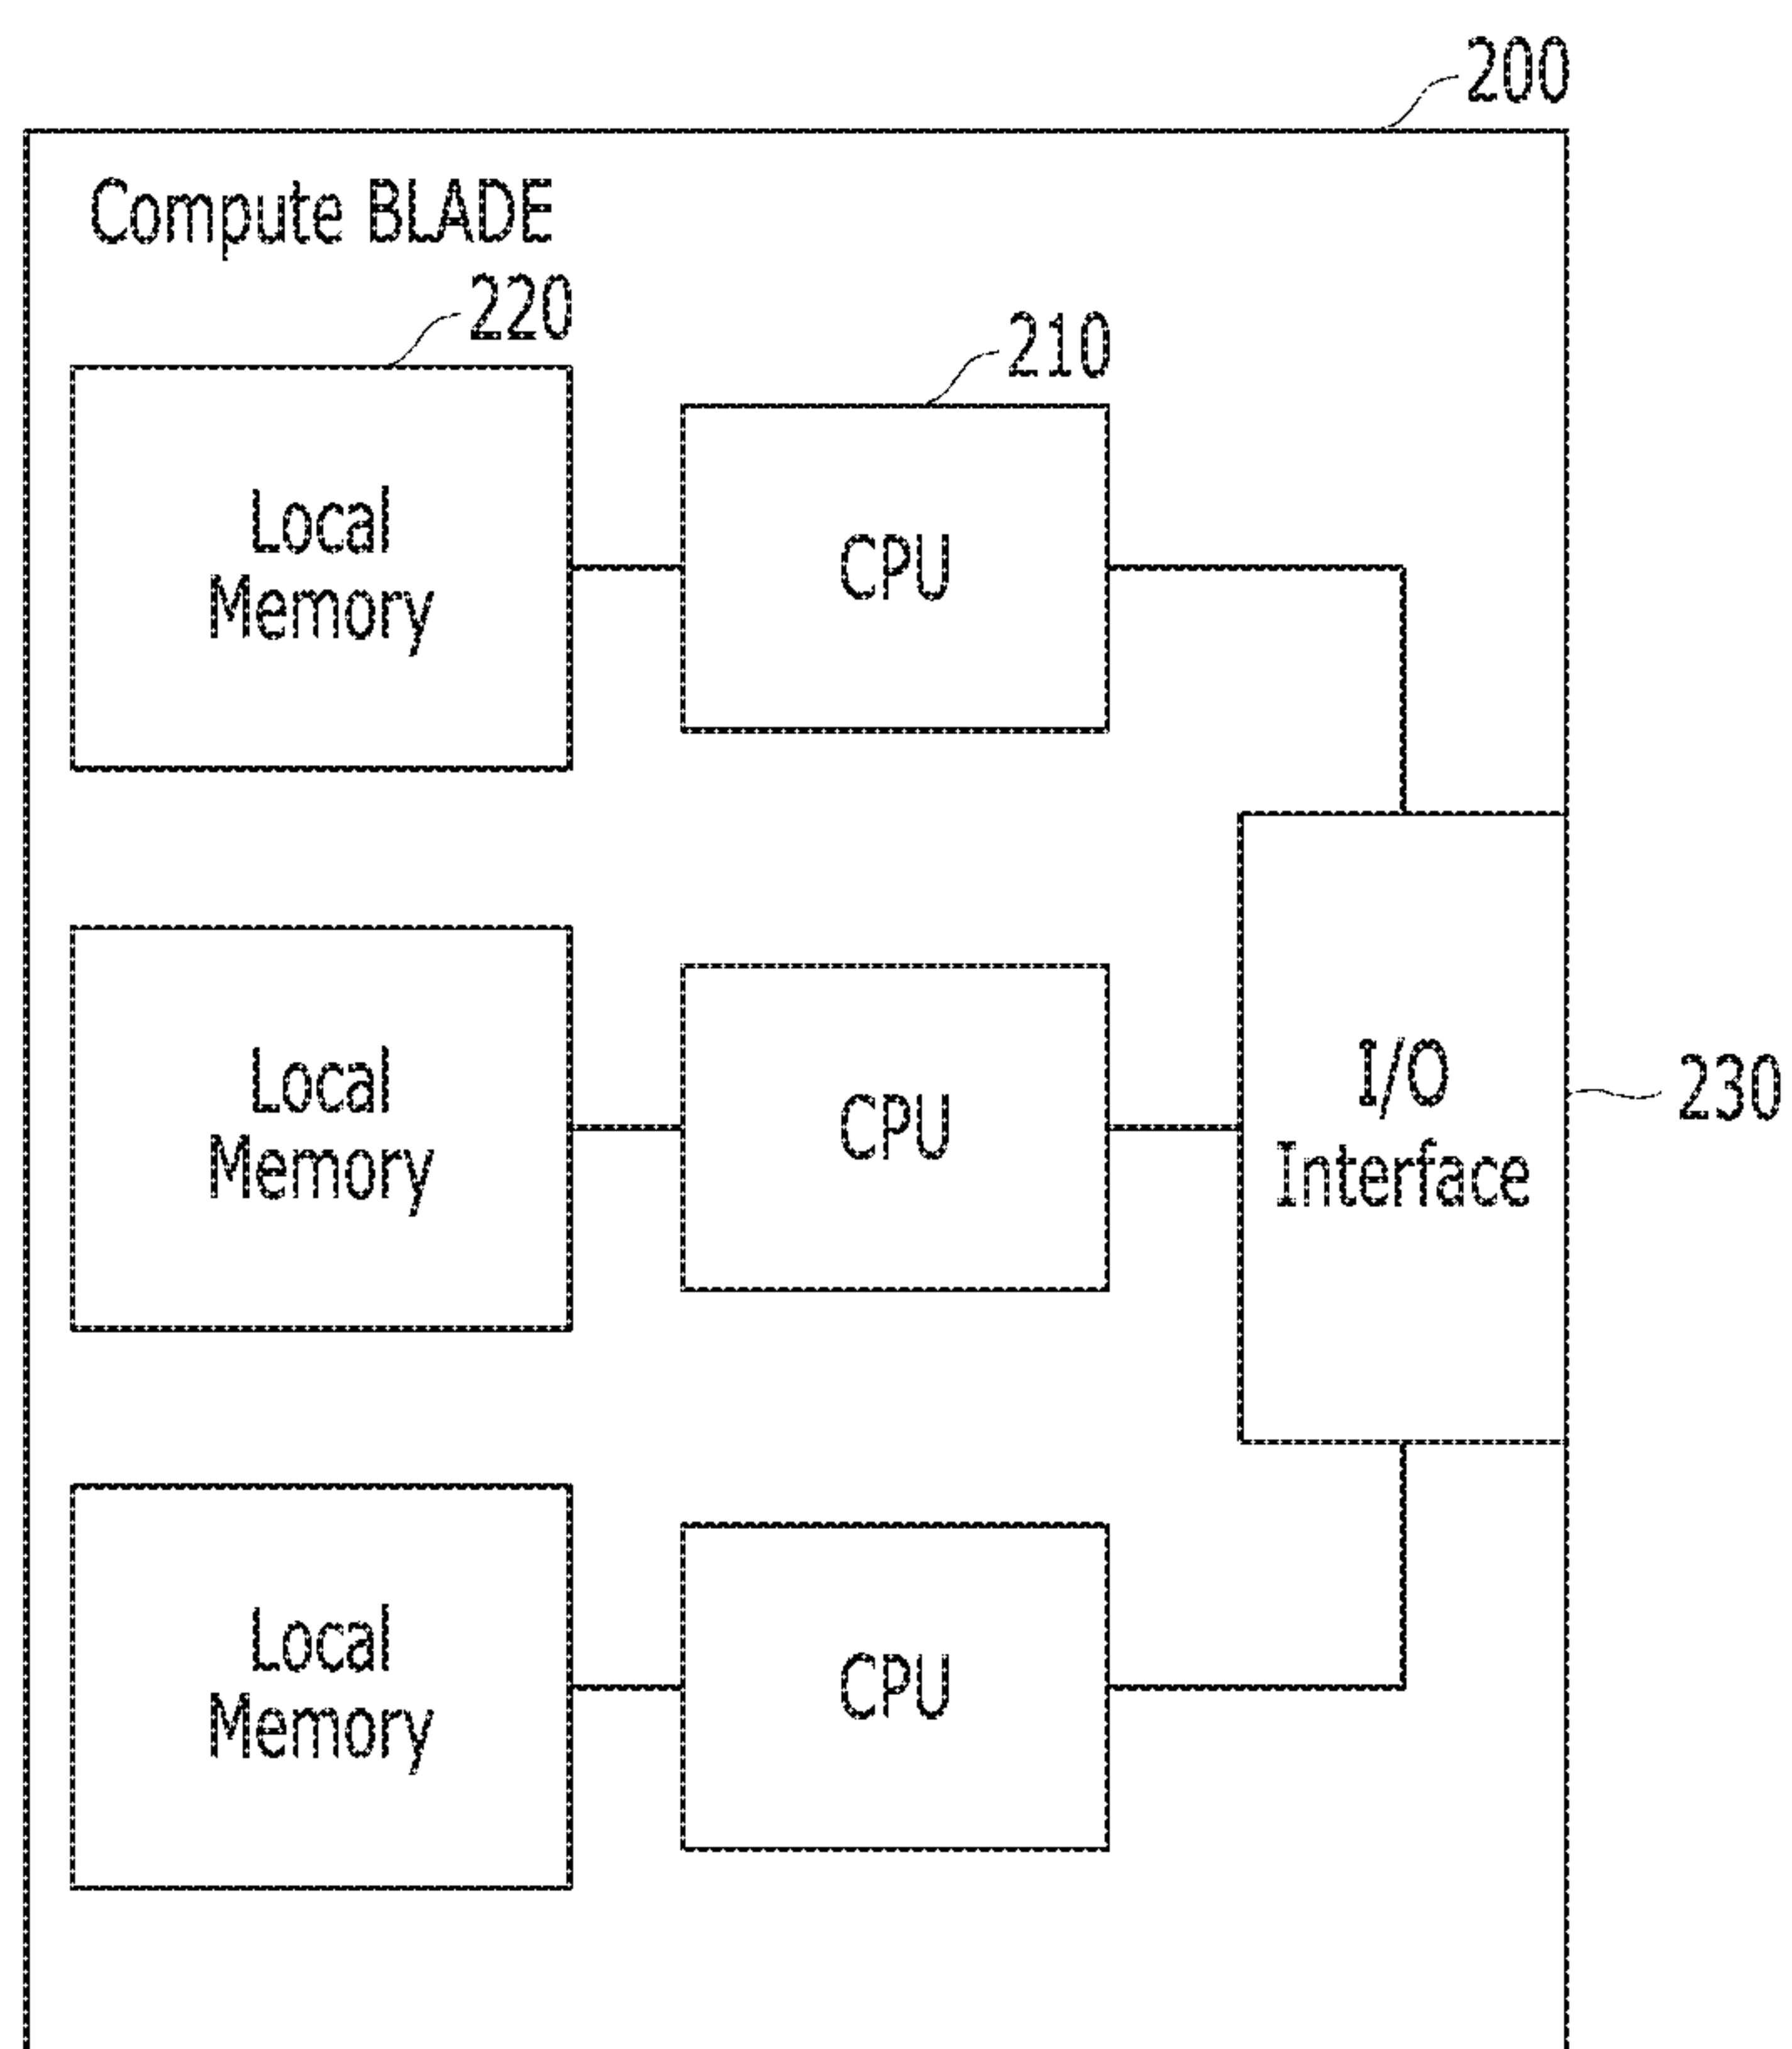 200
Compute BLADE
220
210
Local
Memory
CPU
Local
Memory
CPU
I/O
Interface
230
Local
Memory
CPU